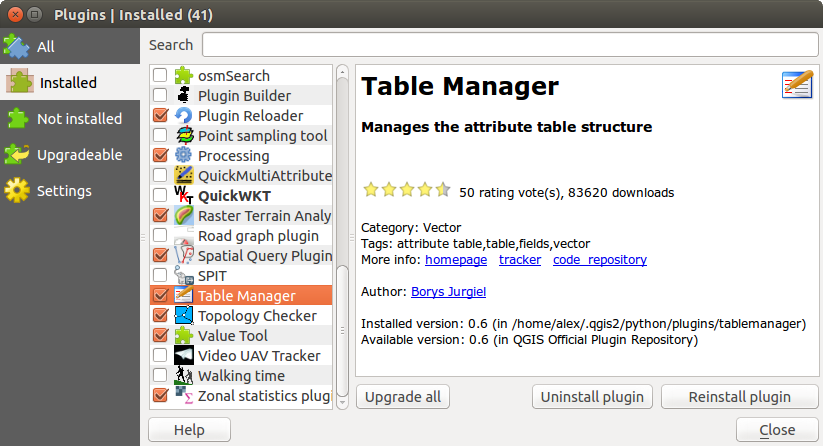 Plugins | Installed (41)
All
Installed
Not installed
Upgradeable
Settings
Search
osmSearch
Plugin Builder
Plugin Reloader
Point sampling tool
Processing
QuickMultiAttribute
QuickWKT
Raster Terrain Analy
Road graph plugin
Spatial Query Plugin
SPIT
Table Manager
Topology Checker
Value Tool
Video UAV Tracker
Walking time
Zonal statistics plugi
Table Manager
Manages the attribute table structure
50 rating vote(s), 83620 downloads
Category: Vector
Tags: attribute table,table,fields,vector
More info: homepage tracker code_repository
Author: Borys Jurgiel
Installed version: 0.6 (in /home/alex/.qgis2/python/plugins/tablemanager)
Available version: 0.6 (in QGIS Official Plugin Repository)
Upgrade all
Uninstall plugin
Reinstall plugin
Help
Close